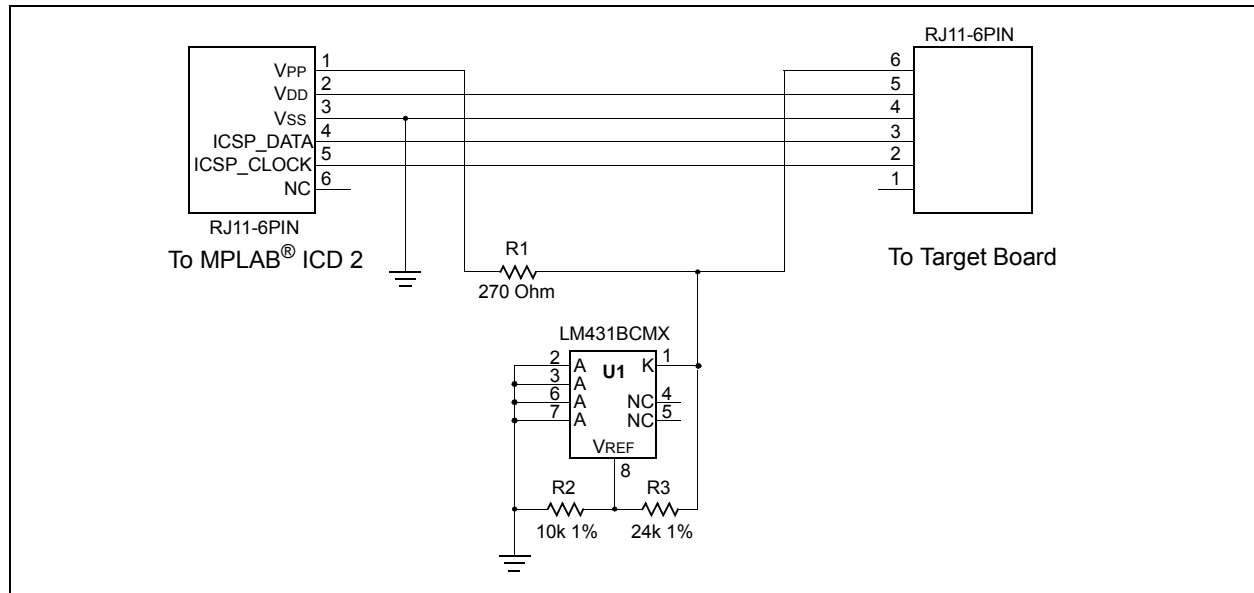 RJ11-6PIN
VPP 1
VDD 2
VSS 3
ICSP_DATA 4
ICSP_CLOCK 5
NC 6
RJ11-6PIN
To MPLAB® ICD 2
6
5
4
3
2
1
To Target Board
R1
270 Ohm
LM431BCMX
U1
2 A
3 A
6 A
7 A
K 1
NC 4
NC 5
VREF
8
R2
10k 1%
R3
24k 1%